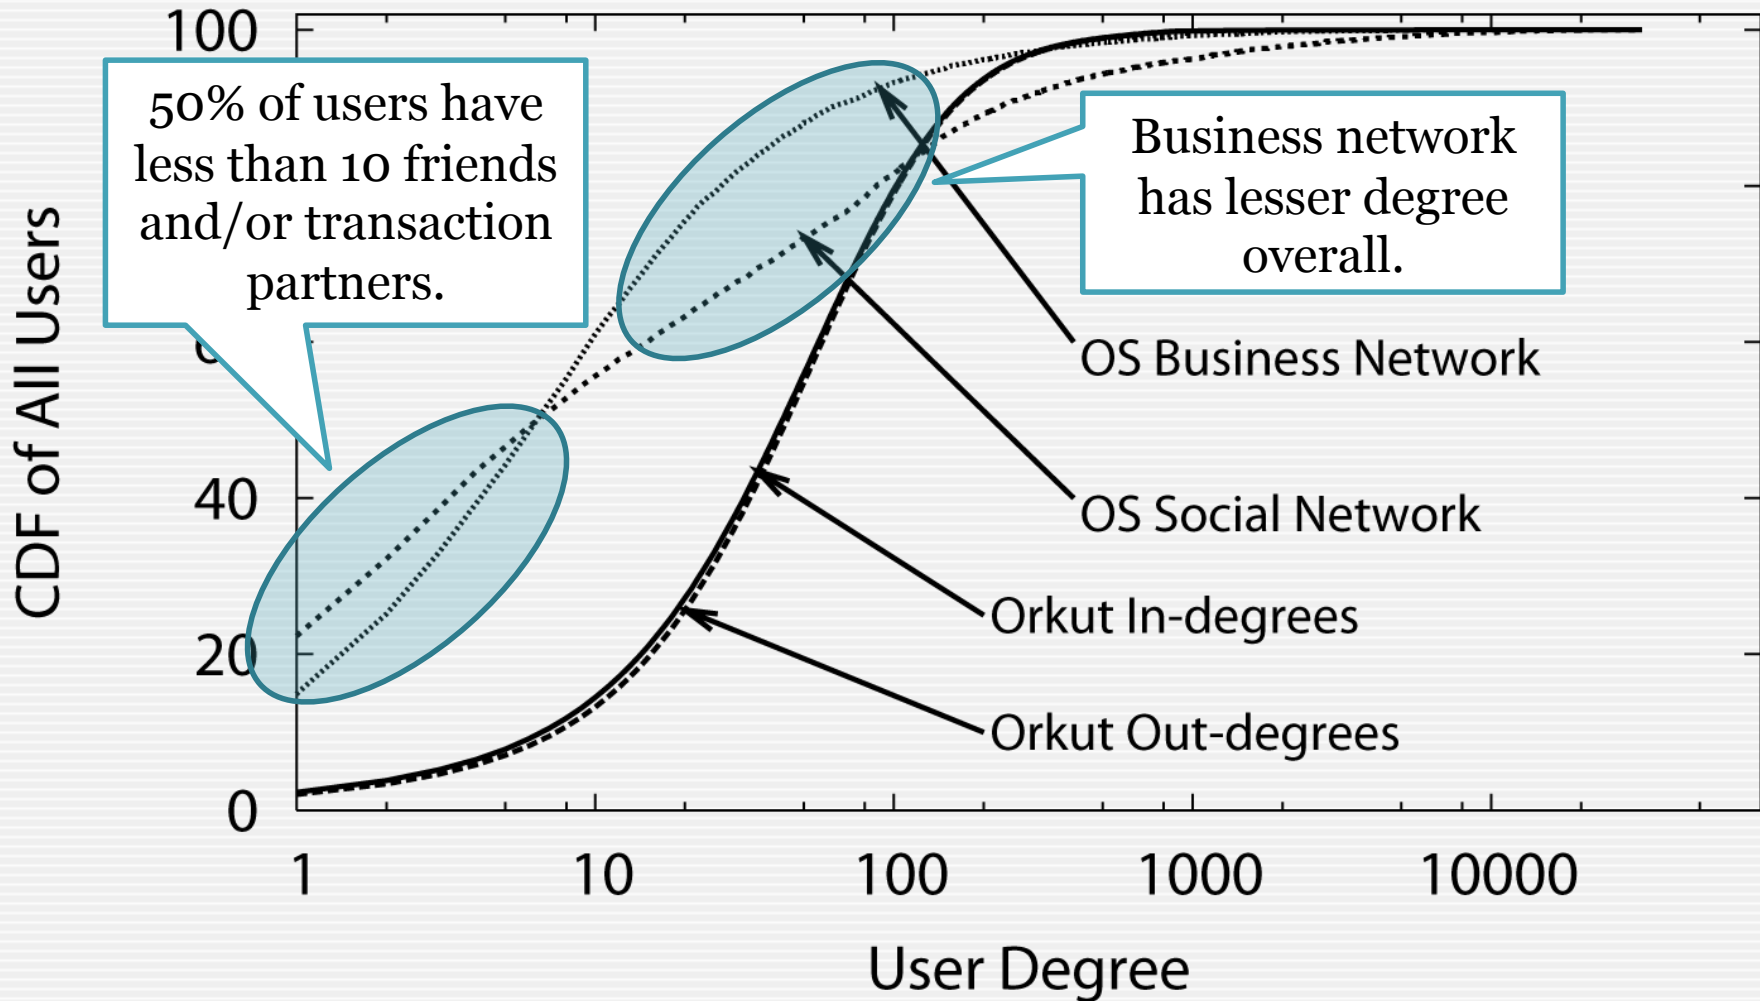 100
50% of users have
less than 10 friends
and/or transaction
partners.
Business network
has lesser degree
overall.
CDF of All Users
OS Business Network
40
OS Social Network
Orkut In-degrees
20
Orkut Out-degrees
0
1 10 100 1000 10000
User Degree